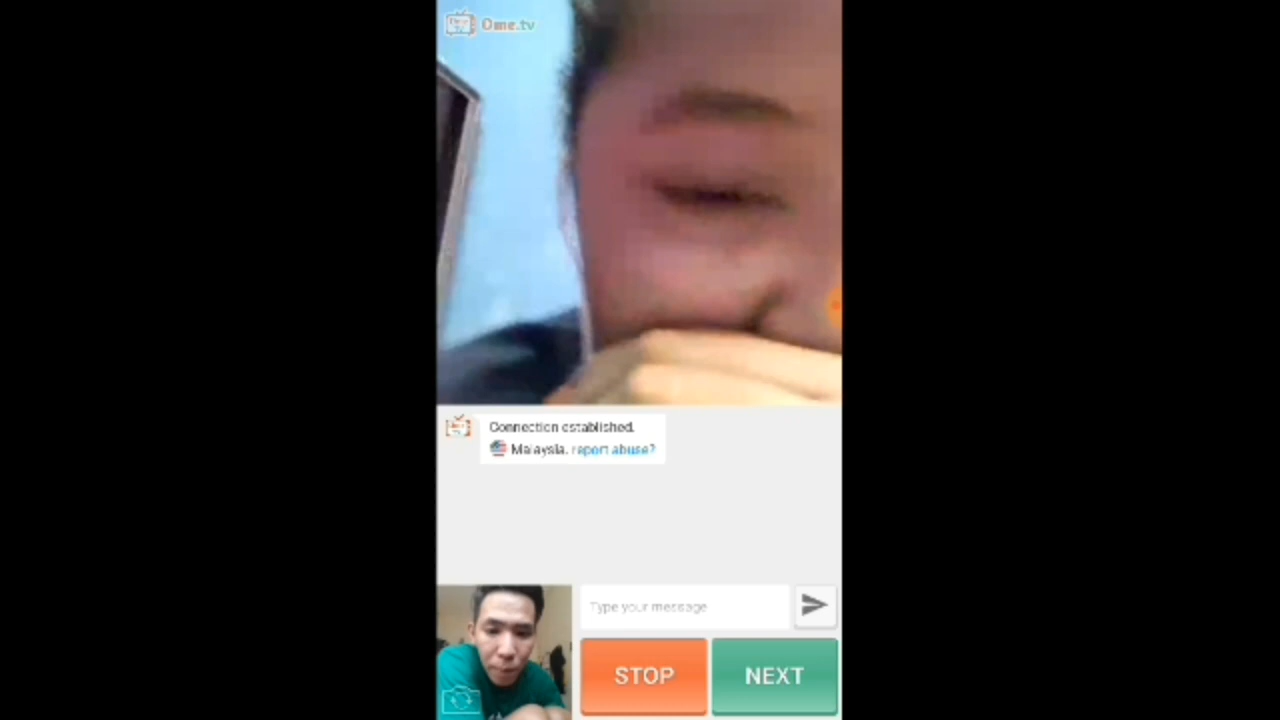 Ome.tv
Connection established.
Malaysia. report abuse?
Type your message
STOP
NEXT